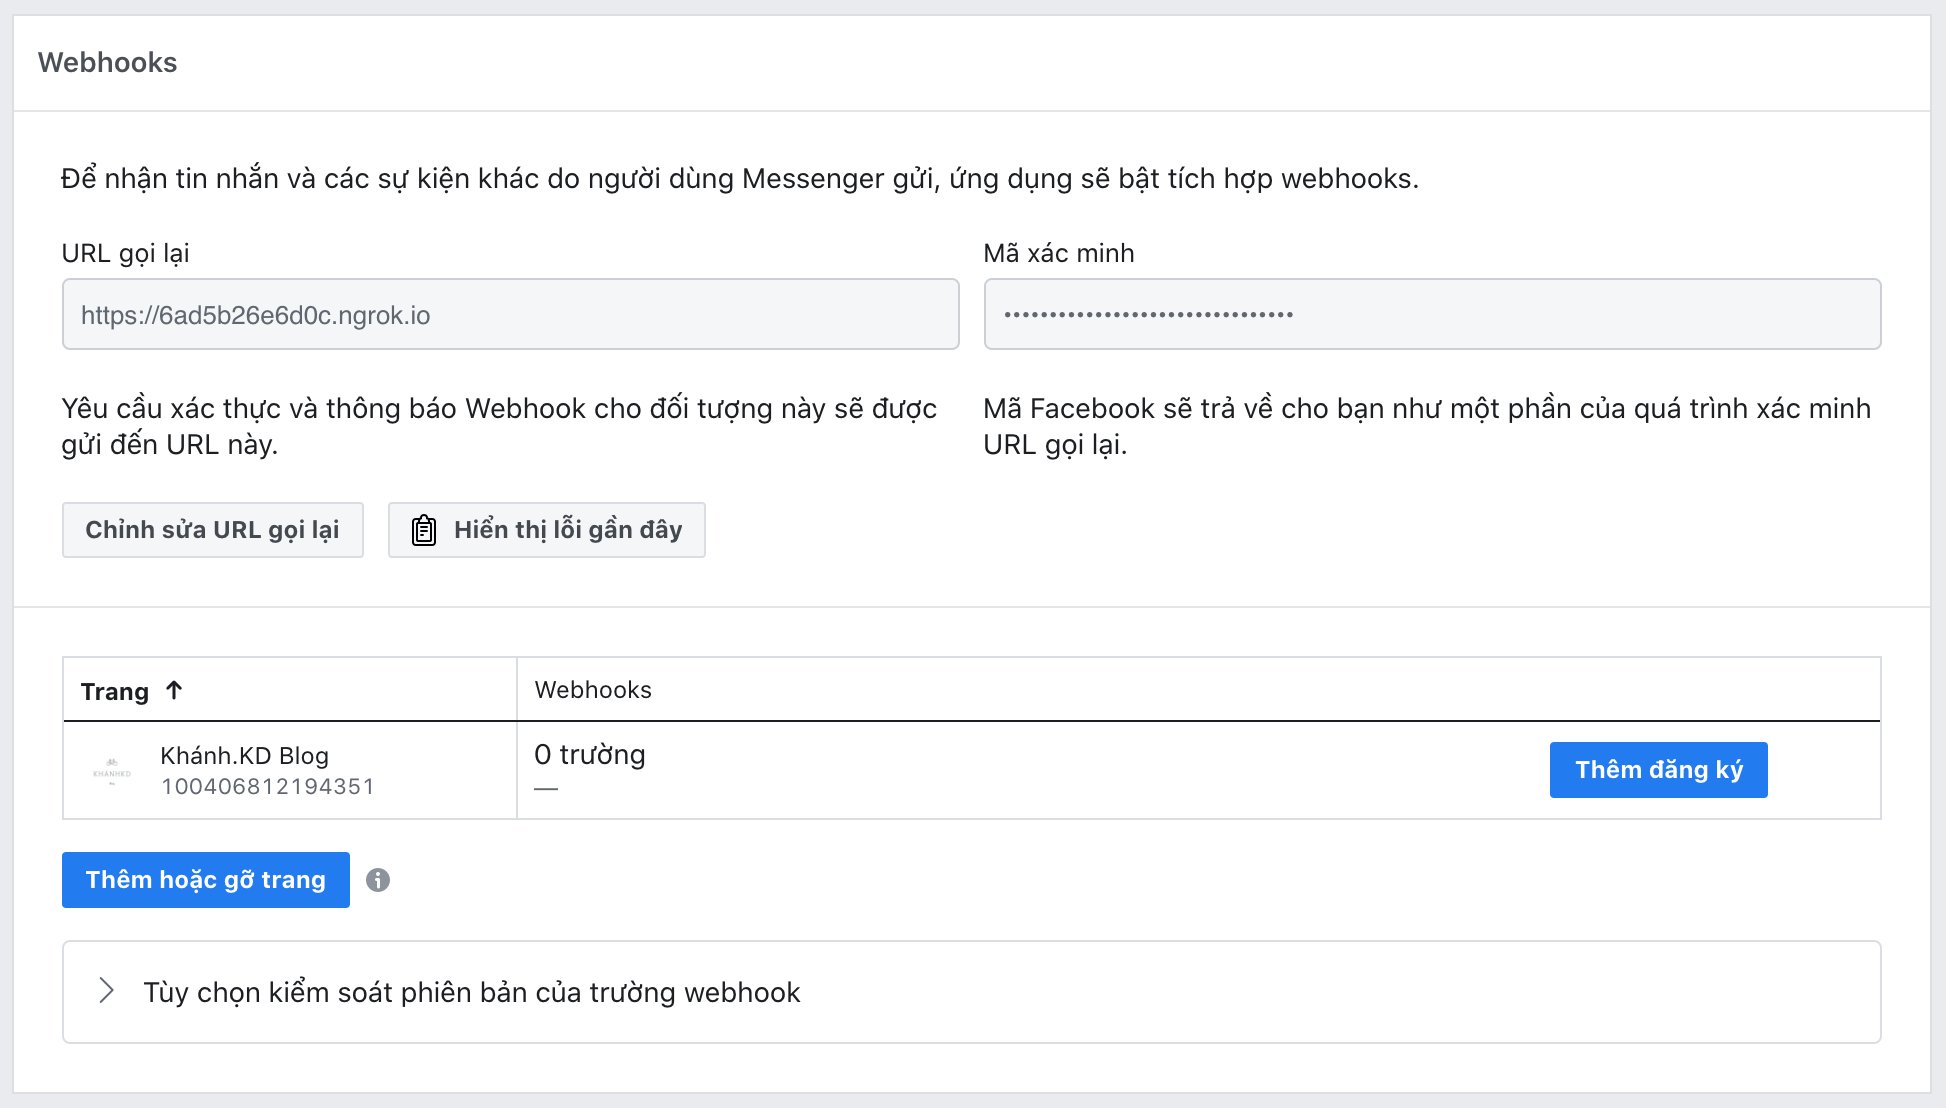 Webhooks
Để nhận tin nhắn và các sự kiện khác do người dùng Messenger gửi, ứng dụng sẽ bật tích hợp webhooks.
URL gọi lại
Mã xác minh
https://6ad5b26e6d0c.ngrok.io
••••••••••••••••••••••••••••••••
Yêu cầu xác thực và thông báo Webhook cho đối tượng này sẽ được
gửi đến URL này.
Mã Facebook sẽ trả về cho bạn như một phần của quá trình xác minh
URL gọi lại.
Chỉnh sửa URL gọi lại
Hiển thị lỗi gần đây
Trang ↑
Webhooks
KHÁNHKD
Khánh.KD Blog
100406812194351
0 trường
—
Thêm đăng ký
Thêm hoặc gỡ trang
Tùy chọn kiểm soát phiên bản của trường webhook